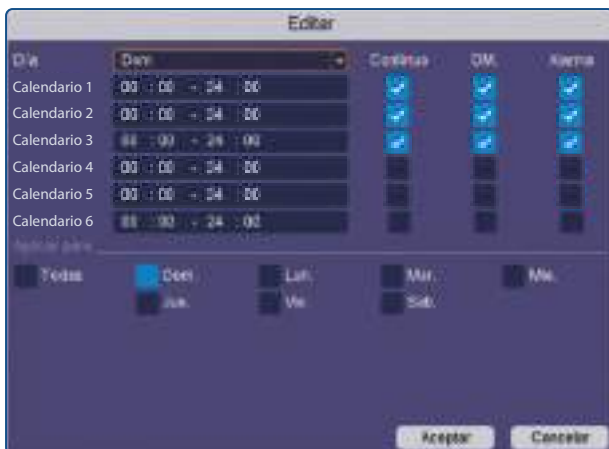 Editar
Día Dom. Continua DM. Alarma
Calendario 1 00 : 00 - 24 : 00
Calendario 2 00 : 00 - 24 : 00
Calendario 3 00 : 00 - 24 : 00
Calendario 4 00 : 00 - 24 : 00
Calendario 5 00 : 00 - 24 : 00
Calendario 6 00 : 00 - 24 : 00
Todas Dom. Lun. Mar. Mie.
Jue. Vie. Sab.
Aceptar Cancelar